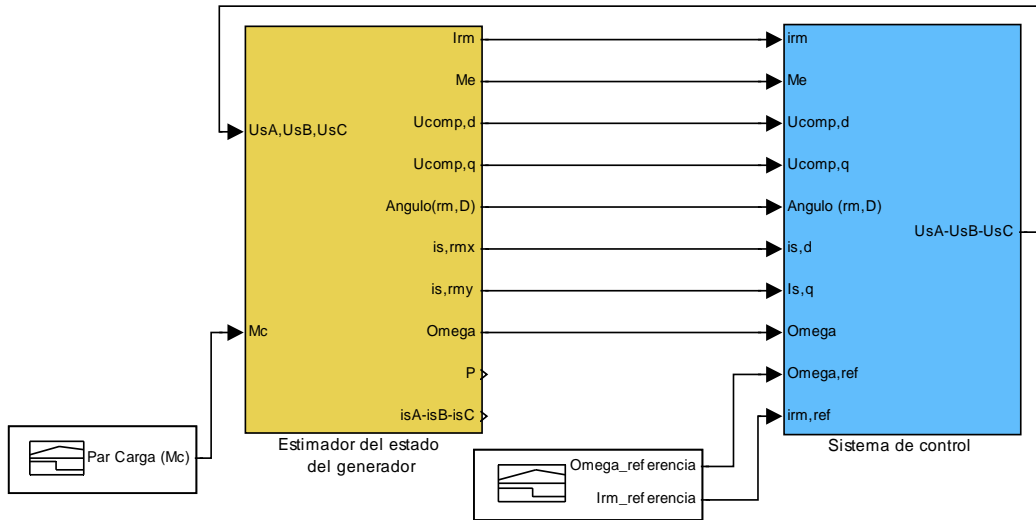 Irm
Me
Ucomp,d
Ucomp,q
Angulo(rm,D)
is,rmx
is,rmy
Omega
P
isA-isB-isC
UsA,UsB,UsC
Mc
Estimador del estado
del generador
irm
Me
Ucomp,d
Ucomp,q
Angulo (rm,D)
is,d
Is,q
Omega
Omega,ref
irm,ref
UsA-UsB-UsC
Sistema de control
Par Carga (Mc)
Omega_referencia
Irm_referencia